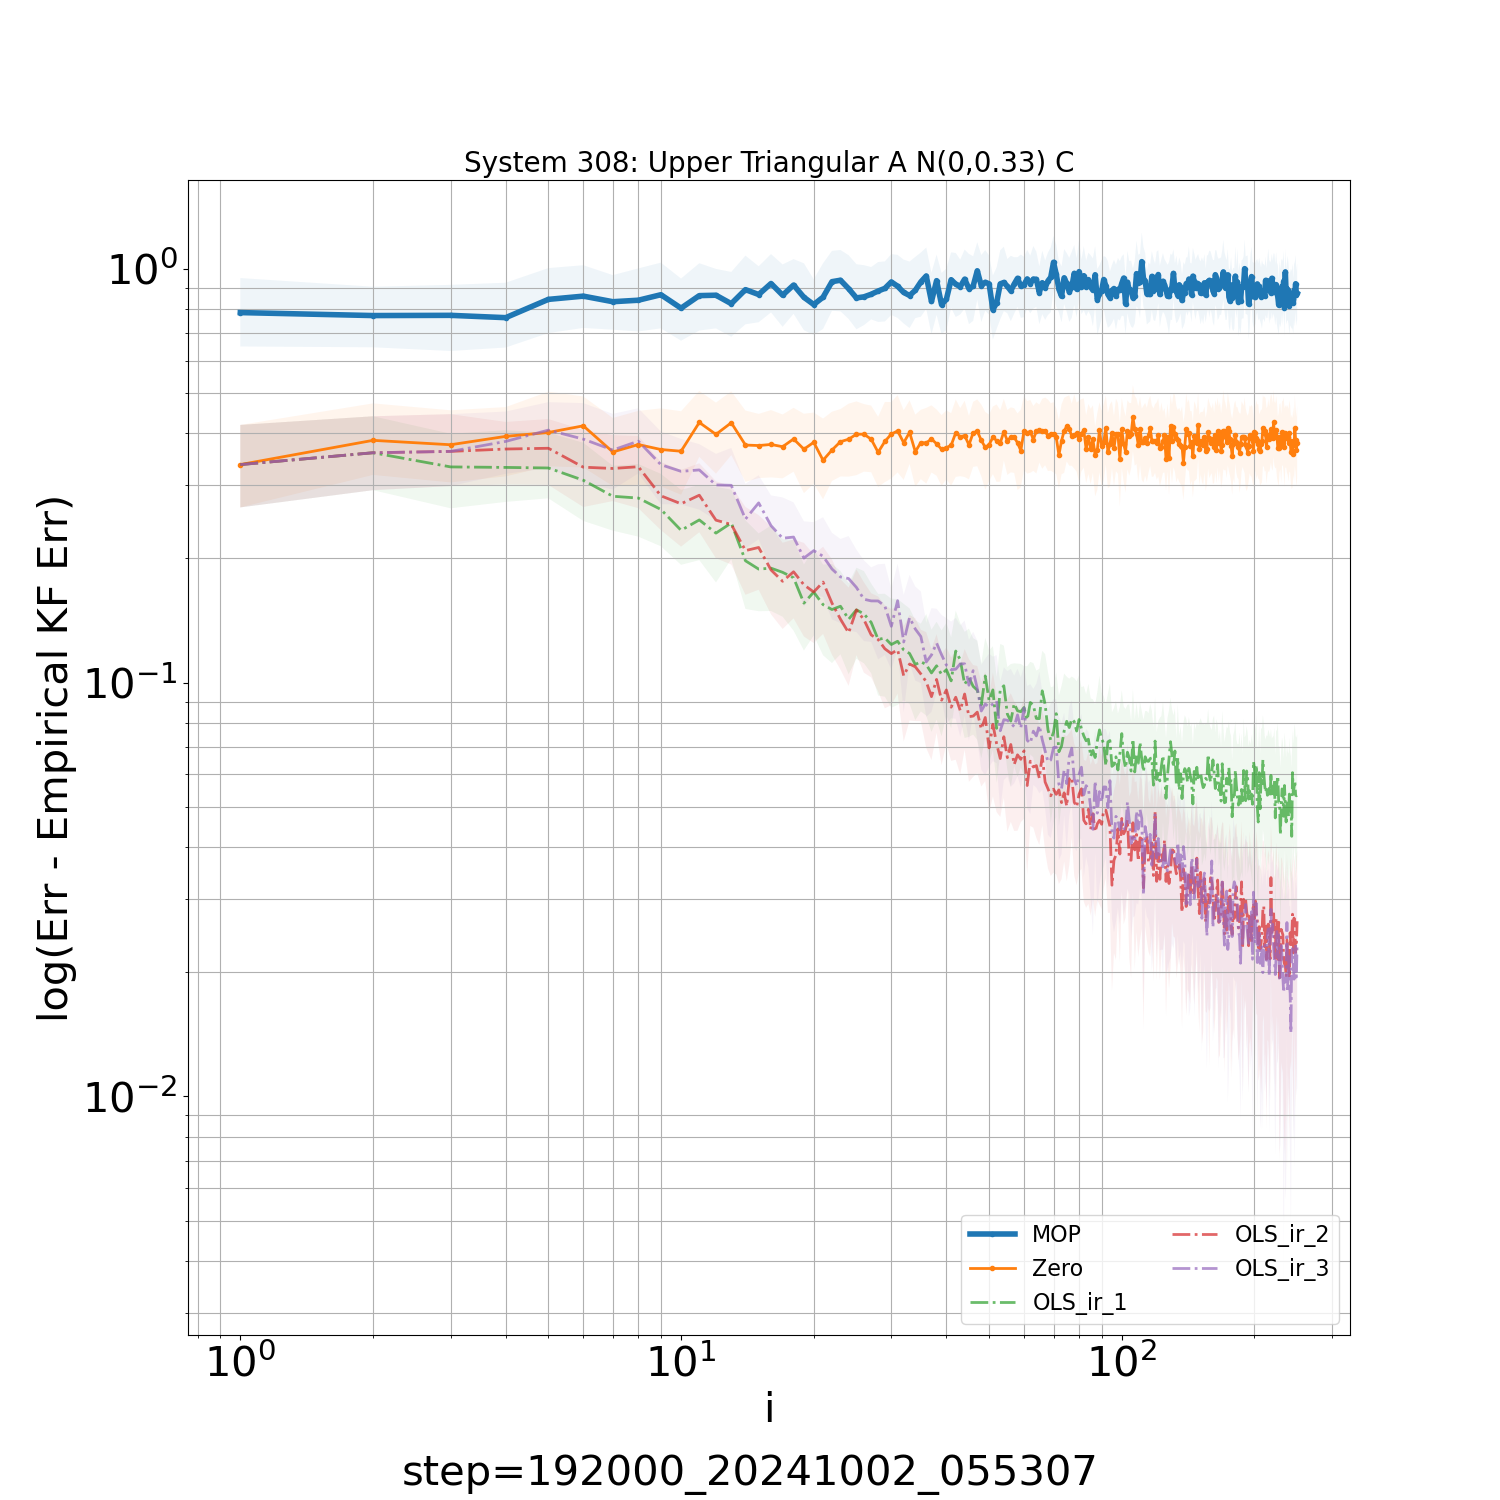 System 308: Upper Triangular A N(0,0.33) C
log(Err - Empirical KF Err)
10⁰
10⁻¹
10⁻²
MOP
Zero
OLS_ir_1
OLS_ir_2
OLS_ir_3
10⁰ 10¹ 10²
i
step=192000_20241002_055307